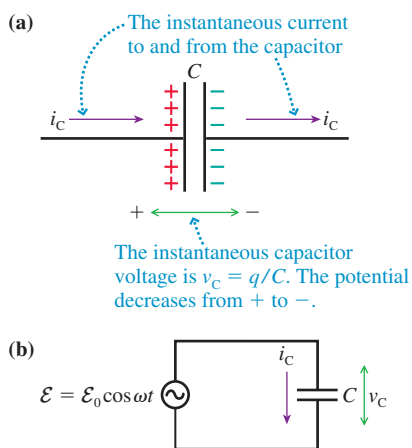 (a)
The instantaneous current
to and from the capacitor
C
i_C
i_C
+ −
+ −
+ −
+ −
+ −
+ −
+ −
The instantaneous capacitor
voltage is v_C = q/C. The potential
decreases from + to −.
(b)
i_C
ℰ = ℰ₀ cos ωt
C v_C